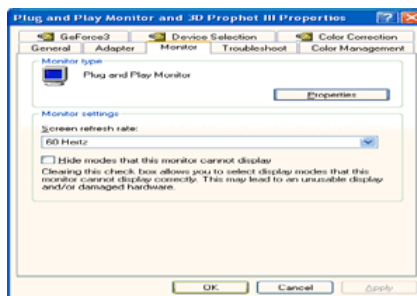 Plug and Play Monitor and 3D Prophet III Properties
GeForce3 Device Selection Color Correction
General Adapter Monitor Troubleshoot Color Management
Monitor type
Plug and Play Monitor
Properties
Monitor settings
Screen refresh rate:
60 Hertz
Hide modes that this monitor cannot display
Clearing this check box allows you to select display modes that this
monitor cannot display correctly. This may lead to an unusable display
and/or damaged hardware.
OK Cancel Apply